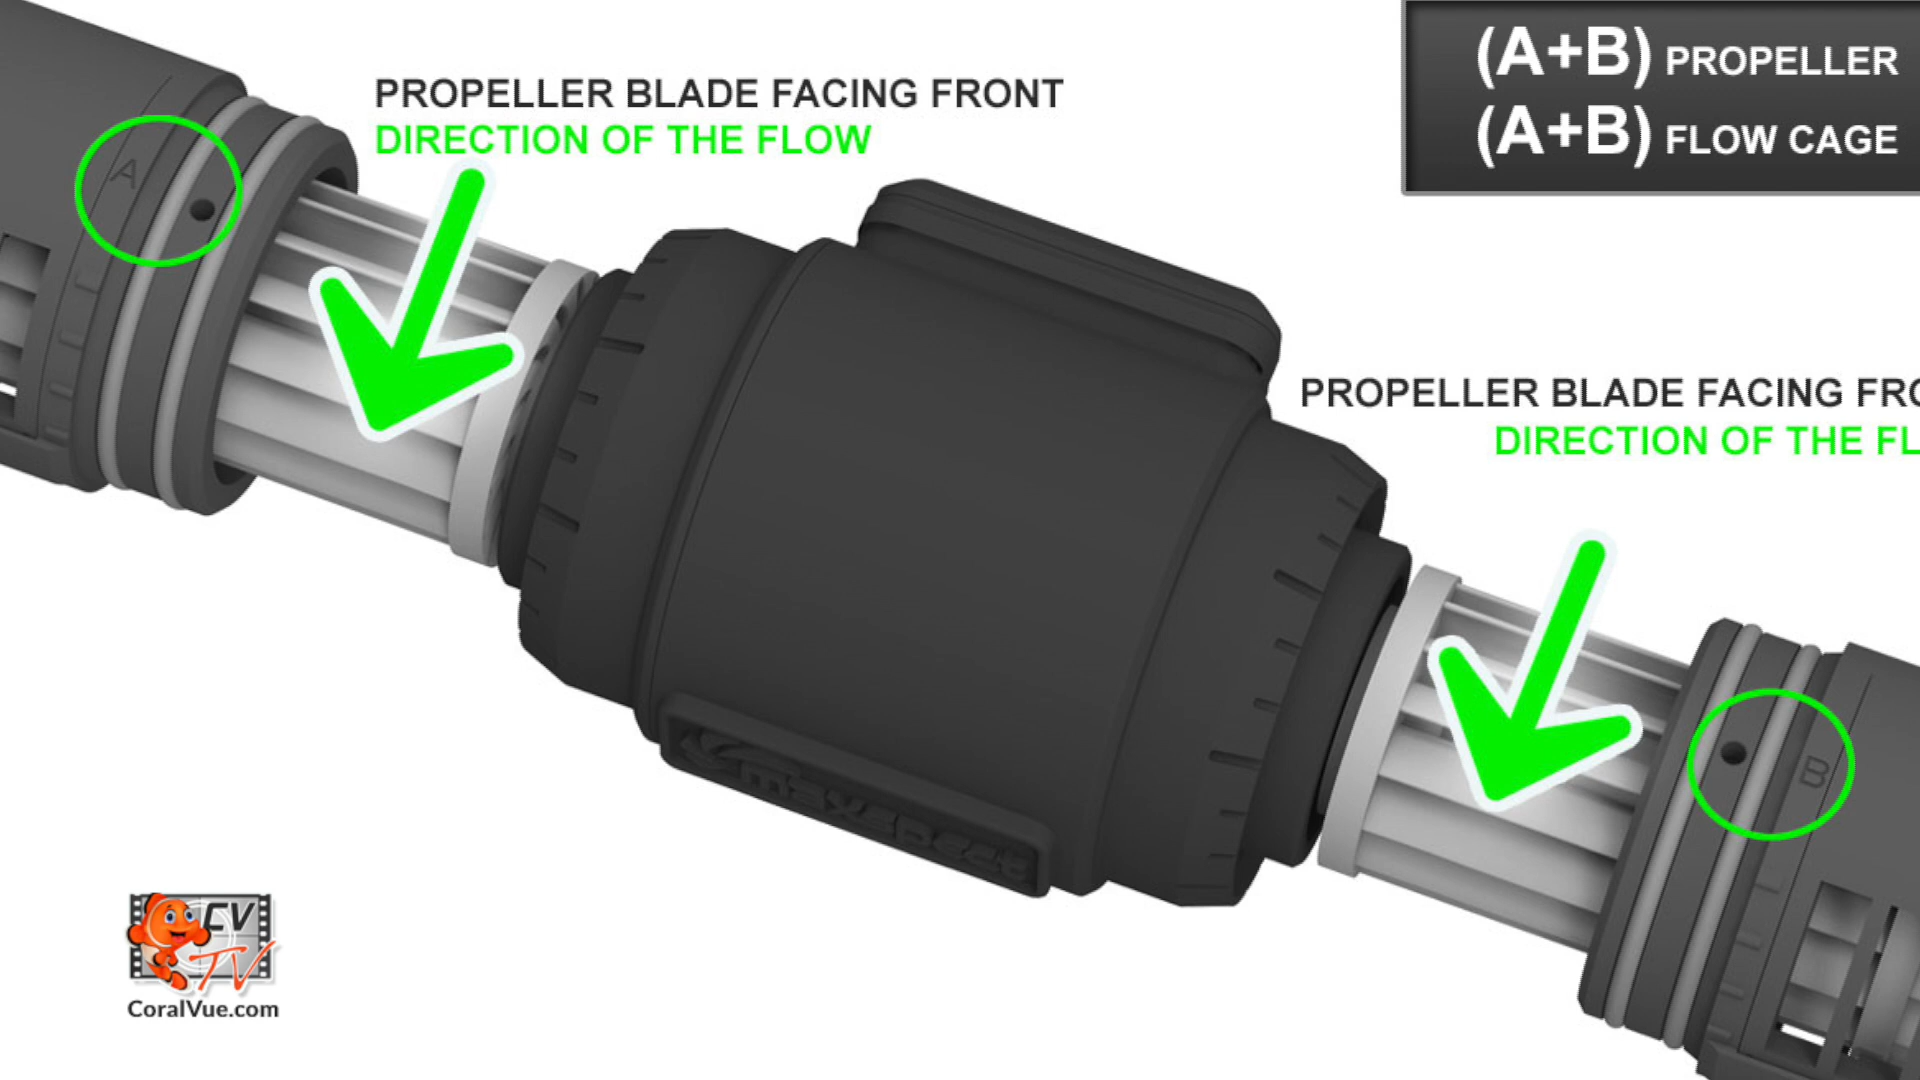 (A+B) PROPELLER
(A+B) FLOW CAGE
PROPELLER BLADE FACING FRONT
DIRECTION OF THE FLOW
A
PROPELLER BLADE FACING FRO
DIRECTION OF THE FL
B
maxspect
CV
TV
CoralVue.com